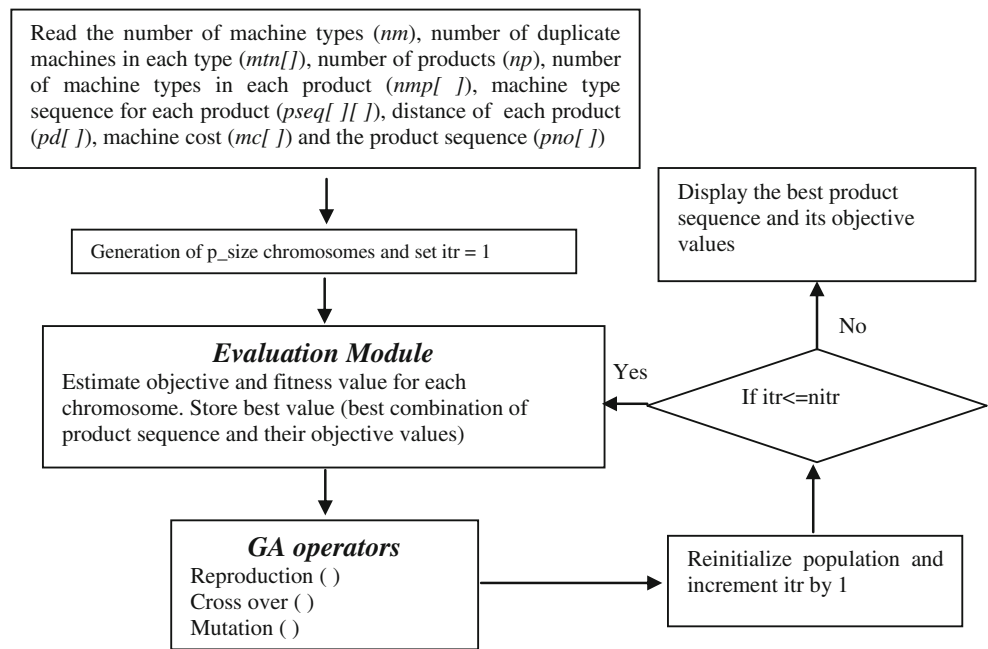 Read the number of machine types (nm), number of duplicate
machines in each type (mtn[]), number of products (np), number
of machine types in each product (nmp[ ]), machine type
sequence for each product (pseq[ ][ ]), distance of each product
(pd[ ]), machine cost (mc[ ]) and the product sequence (pno[ ])
Generation of p_size chromosomes and set itr = 1
Evaluation Module
Estimate objective and fitness value for each
chromosome. Store best value (best combination of
product sequence and their objective values)
GA operators
Reproduction ( )
Cross over ( )
Mutation ( )
Reinitialize population and
increment itr by 1
If itr<=nitr
Yes
No
Display the best product
sequence and its objective
values